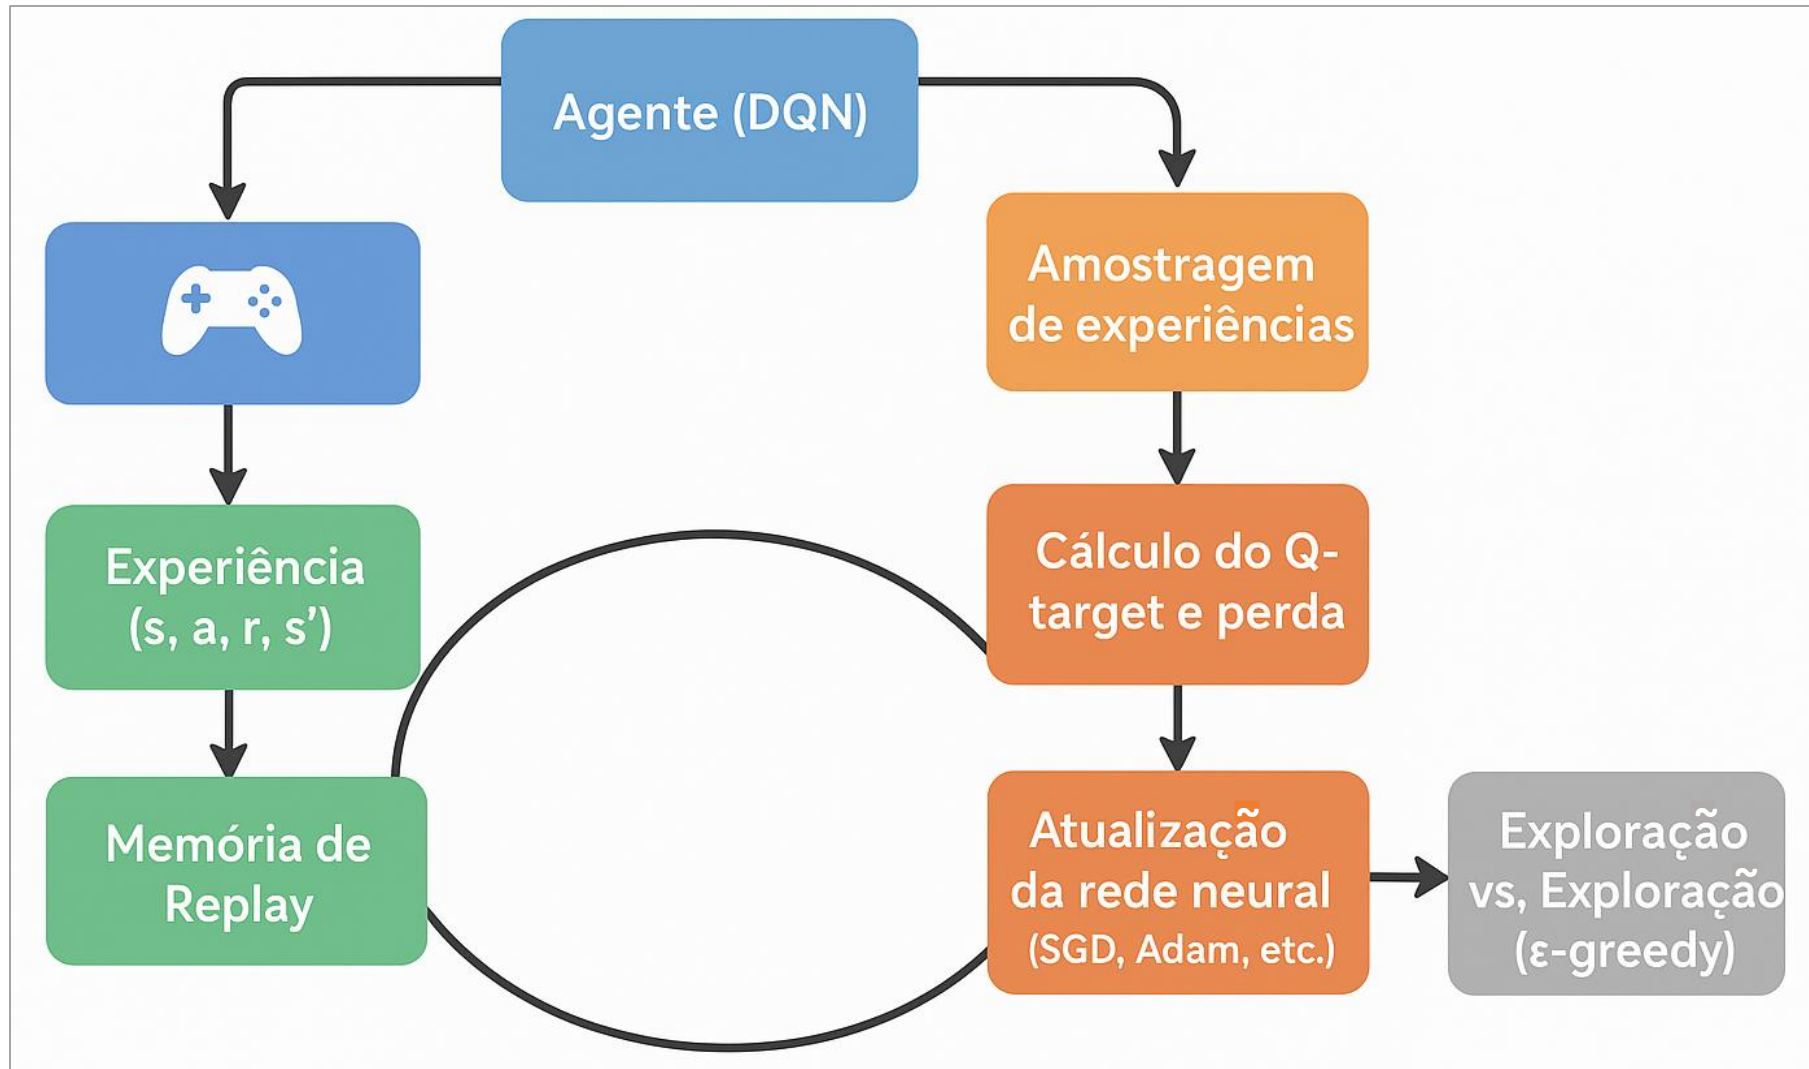 Agente (DQN)
Amostragem
de experiências
Experiência
(s, a, r, s’)
Cálculo do Q-
target e perda
Memória de
Replay
Atualização
da rede neural
(SGD, Adam, etc.)
Exploração
vs, Exploração
(ε-greedy)